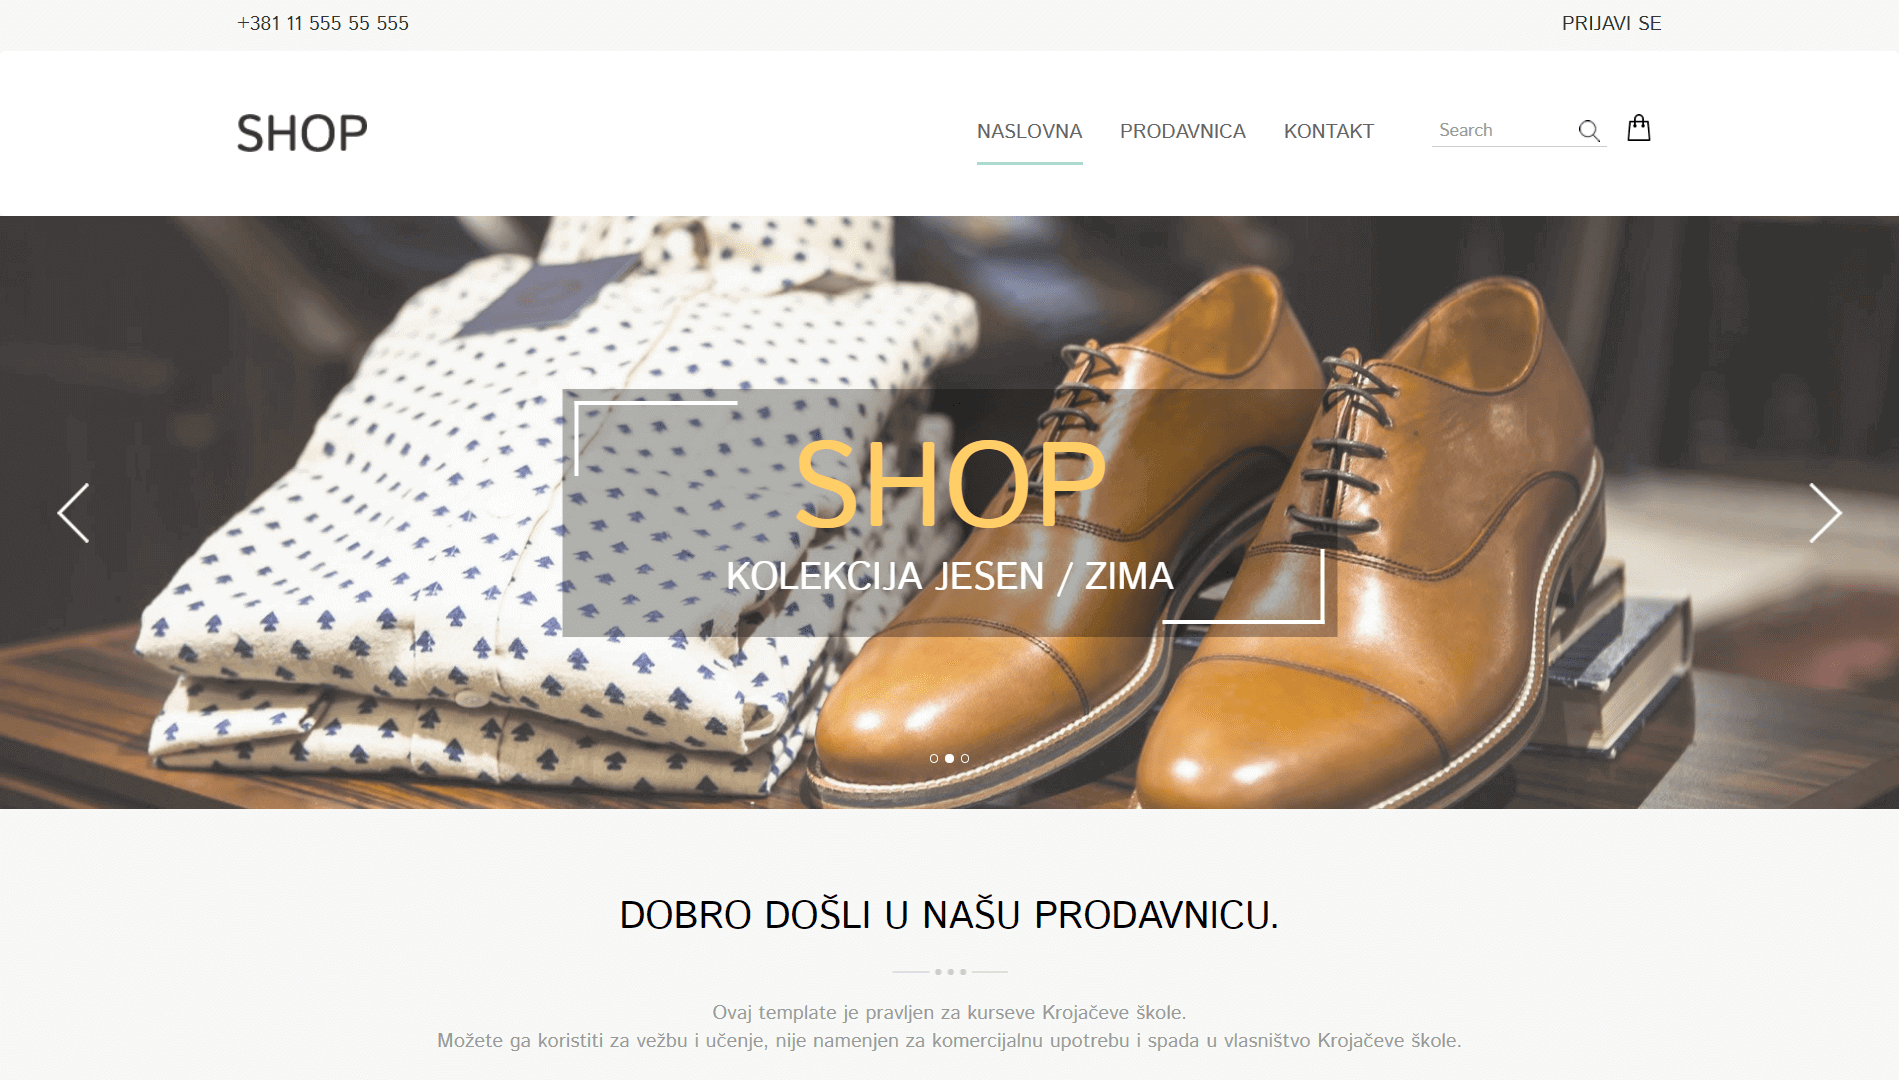 +381 11 555 55 555
PRIJAVI SE
SHOP
NASLOVNA
PRODAVNICA
KONTAKT
Search
SHOP
KOLEKCIJA JESEN / ZIMA
DOBRO DOŠLI U NAŠU PRODAVNICU.
Ovaj template je pravljen za kurseve Krojačeve škole.
Možete ga koristiti za vežbu i učenje, nije namenjen za komercijalnu upotrebu i spada u vlasništvo Krojačeve škole.